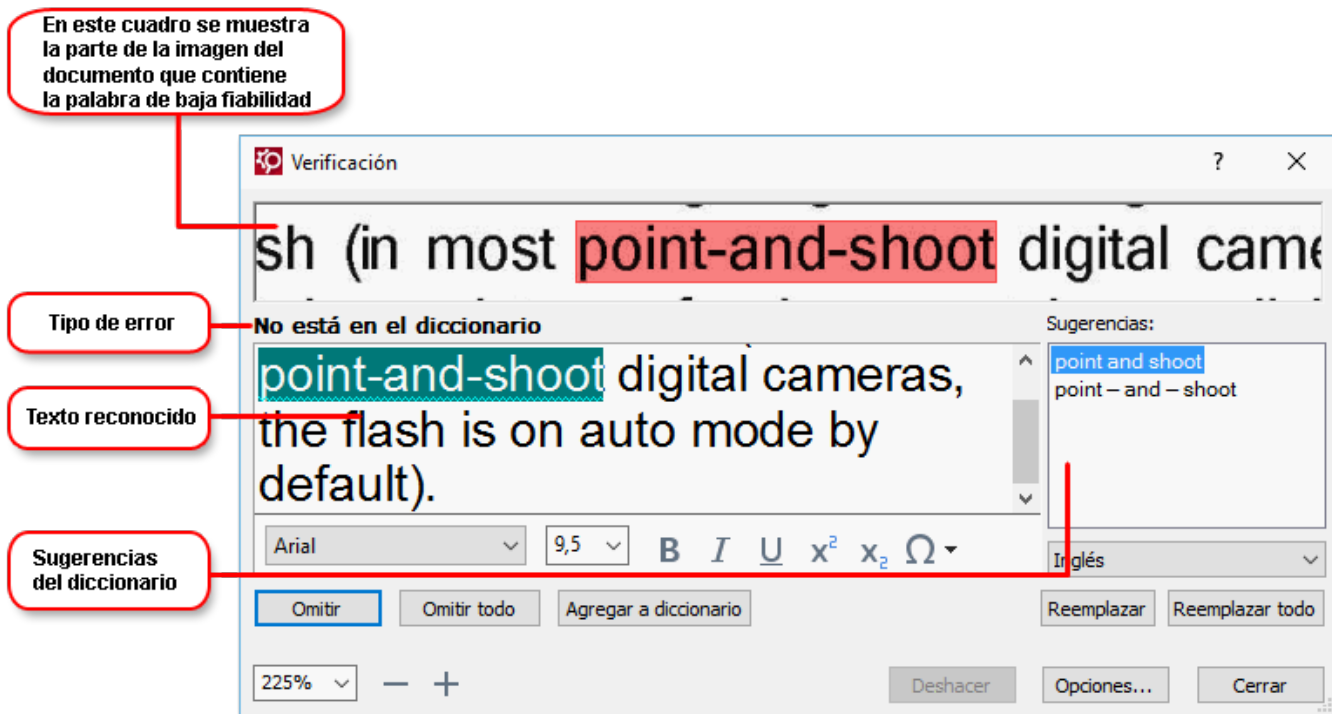 En este cuadro se muestra
la parte de la imagen del
documento que contiene
la palabra de baja fiabilidad
Verificación
sh (in most point-and-shoot digital came
Tipo de error
No está en el diccionario
Sugerencias:
point-and-shoot digital cameras,
the flash is on auto mode by
default).
point and shoot
point – and – shoot
Texto reconocido
Arial
9,5
B I U x² x₂ Ω
Inglés
Sugerencias
del diccionario
Omitir Omitir todo Agregar a diccionario Reemplazar Reemplazar todo
225% Deshacer Opciones... Cerrar